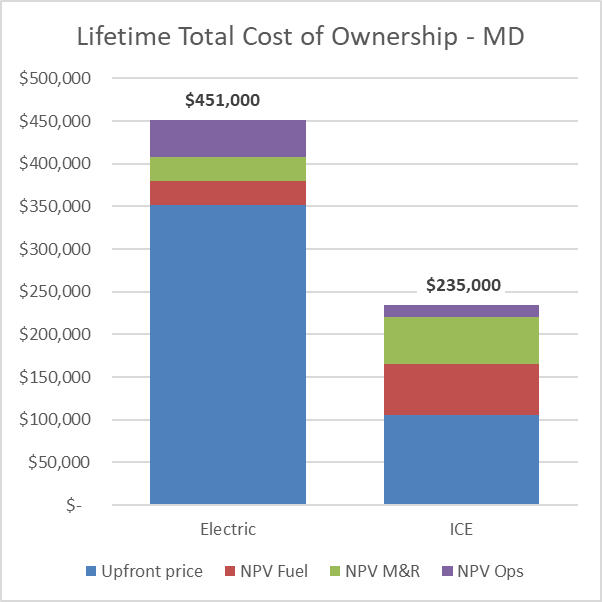 Lifetime Total Cost of Ownership - MD
$500,000
$450,000
$400,000
$350,000
$300,000
$250,000
$200,000
$150,000
$100,000
$50,000
$-
$451,000
$235,000
Electric
ICE
Upfront price
NPV Fuel
NPV M&R
NPV Ops